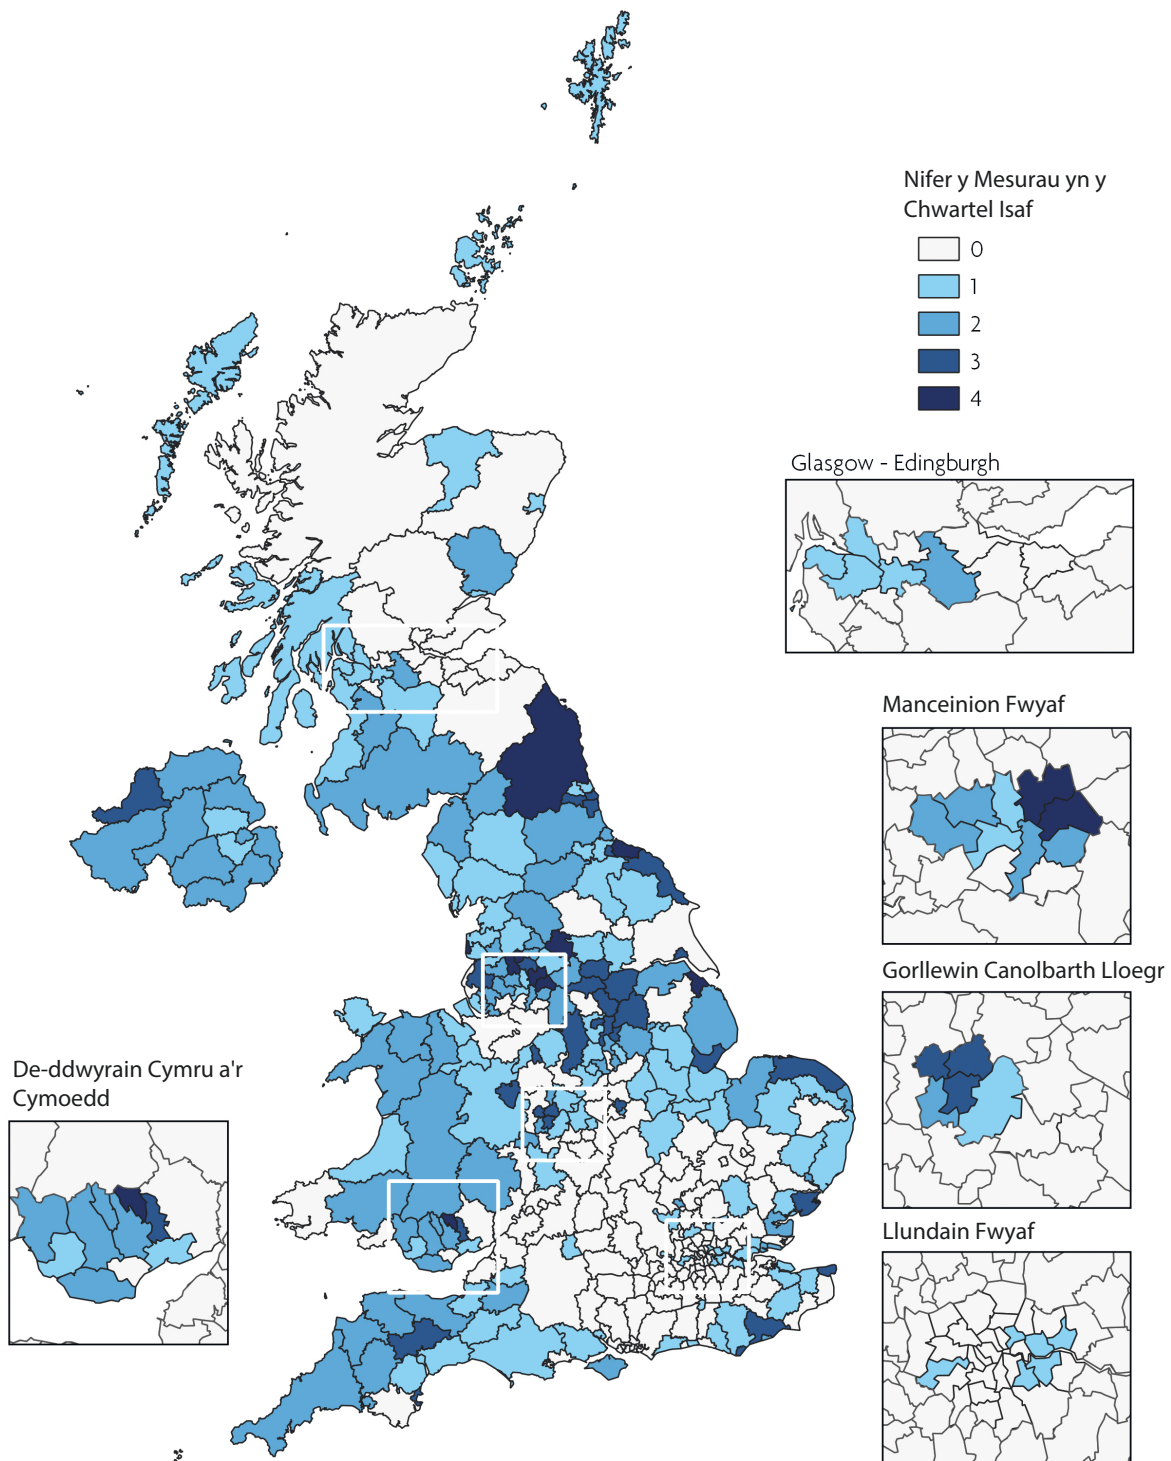 Nifer y Mesurau yn y
Chwartel Isaf
0
1
2
3
4
Glasgow - Edingburgh
Manceinion Fwyaf
Gorllewin Canolbarth Lloegr
De-ddwyrain Cymru a'r
Cymoedd
Llundain Fwyaf